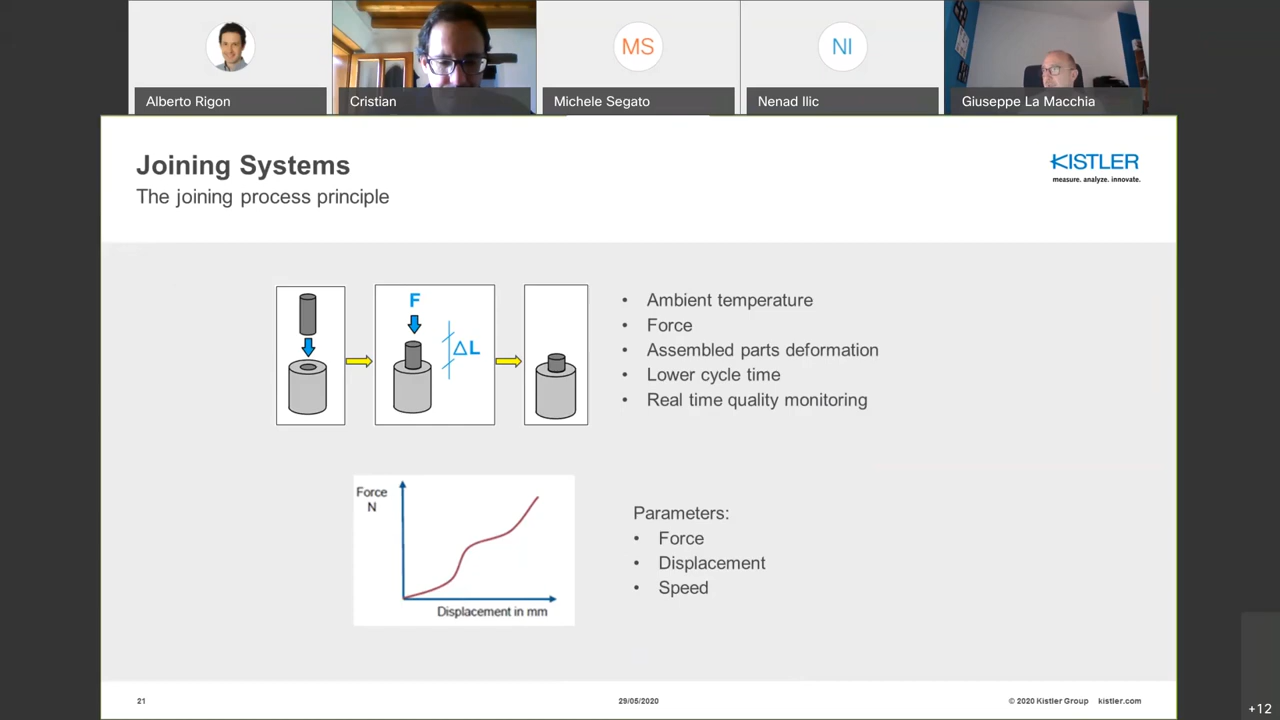 MS
NI
Alberto Rigon
Cristian
Michele Segato
Nenad Ilic
Giuseppe La Macchia
Joining Systems
The joining process principle
KISTLER
measure. analyze. innovate.
F
ΔL
• Ambient temperature
• Force
• Assembled parts deformation
• Lower cycle time
• Real time quality monitoring
Force
N
Displacement in mm
Parameters:
• Force
• Displacement
• Speed
21
29/05/2020
© 2020 Kistler Group kistler.com
+12